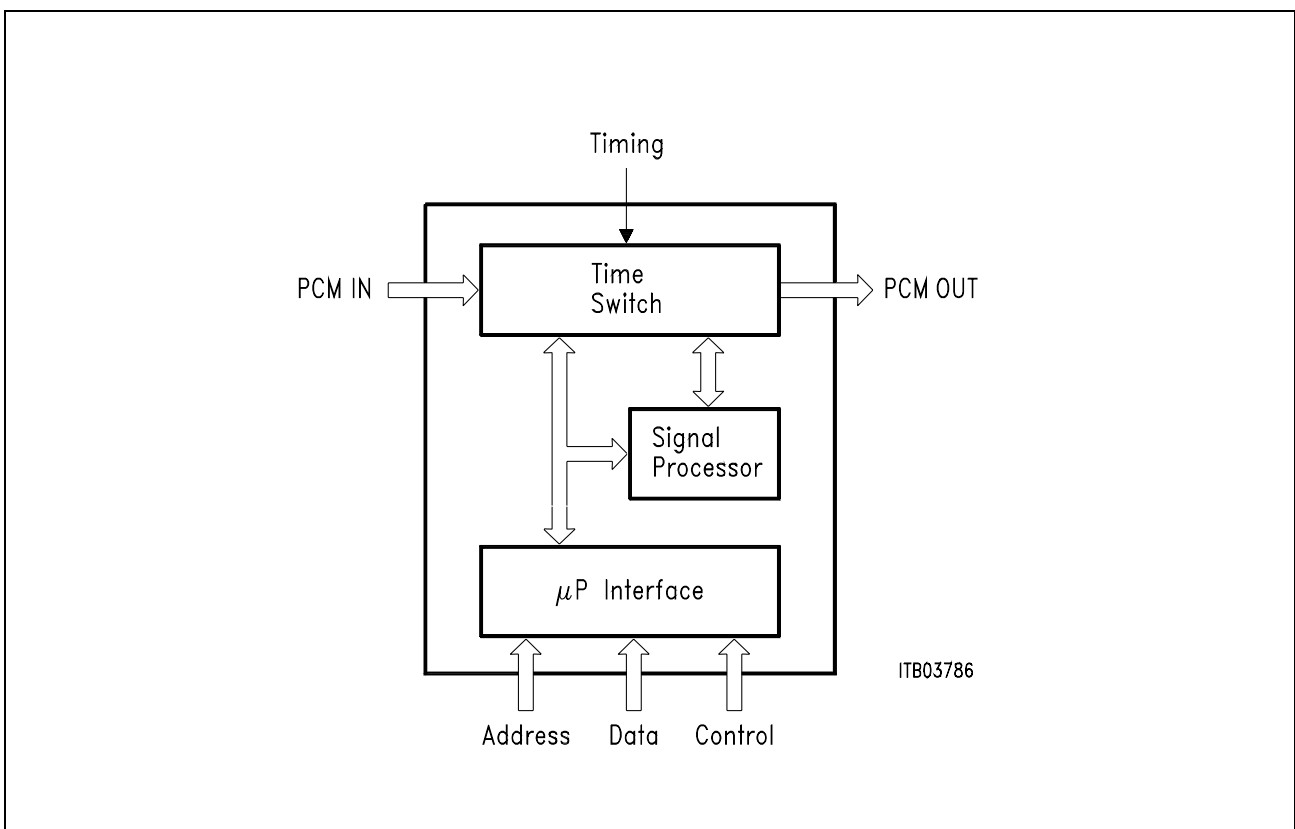 Timing
PCM IN
Time
Switch
PCM OUT
Signal
Processor
μP Interface
ITB03786
Address Data Control